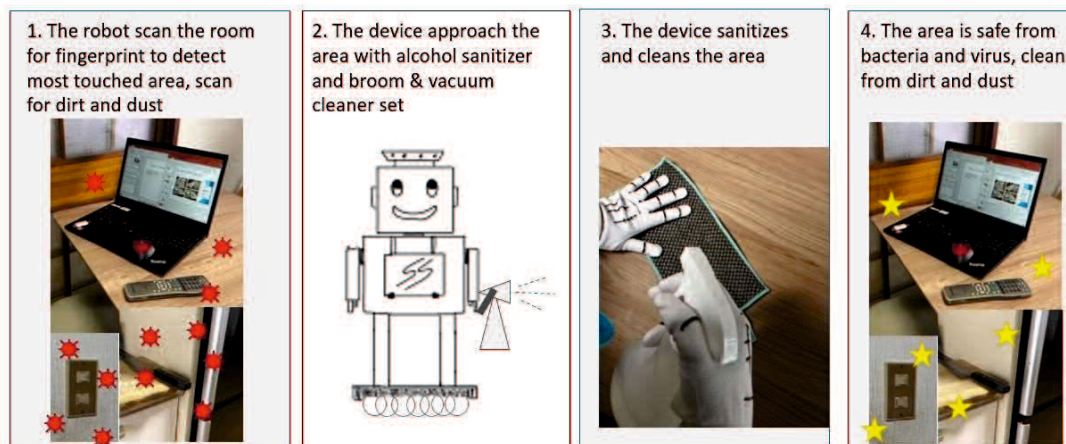 1. The robot scan the room
for fingerprint to detect
most touched area, scan
for dirt and dust
2. The device approach the
area with alcohol sanitizer
and broom & vacuum
cleaner set
3. The device sanitizes
and cleans the area
4. The area is safe from
bacteria and virus, clean
from dirt and dust